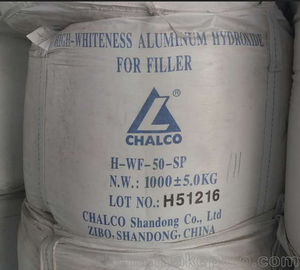 HIGH-WHITENESS ALUMINUM HYDROXIDE
FOR FILLER
®
CHALCO
H-WF-50-SP
N.W.: 1000±5.0KG
LOT NO.: H51216
CHALCO Shandong Co., Ltd
ZIBO, SHANDONG, CHINA